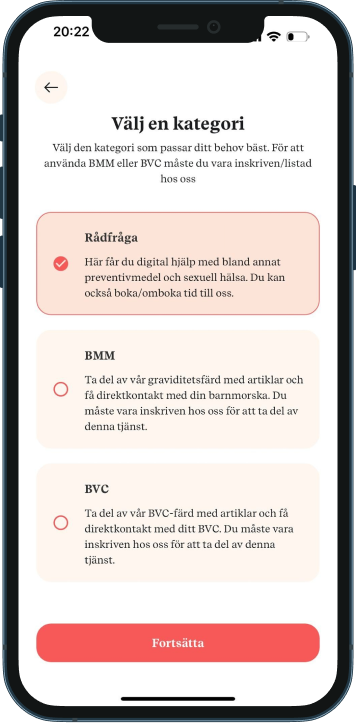 20:22
Välj en kategori
Välj den kategori som passar ditt behov bäst. För att
använda BMM eller BVC måste du vara inskriven/listad
hos oss
Rådfråga
Här får du digital hjälp med bland annat
preventivmedel och sexuell hälsa. Du kan
också boka/omboka tid till oss.
BMM
Ta del av vår graviditetsfärd med artiklar och
få direktkontakt med din barnmorska. Du
måste vara inskriven hos oss för att ta del av
denna tjänst.
BVC
Ta del av vår BVC-färd med artiklar och få
direktkontakt med ditt BVC. Du måste vara
inskriven hos oss för att ta del av denna
tjänst.
Fortsätta